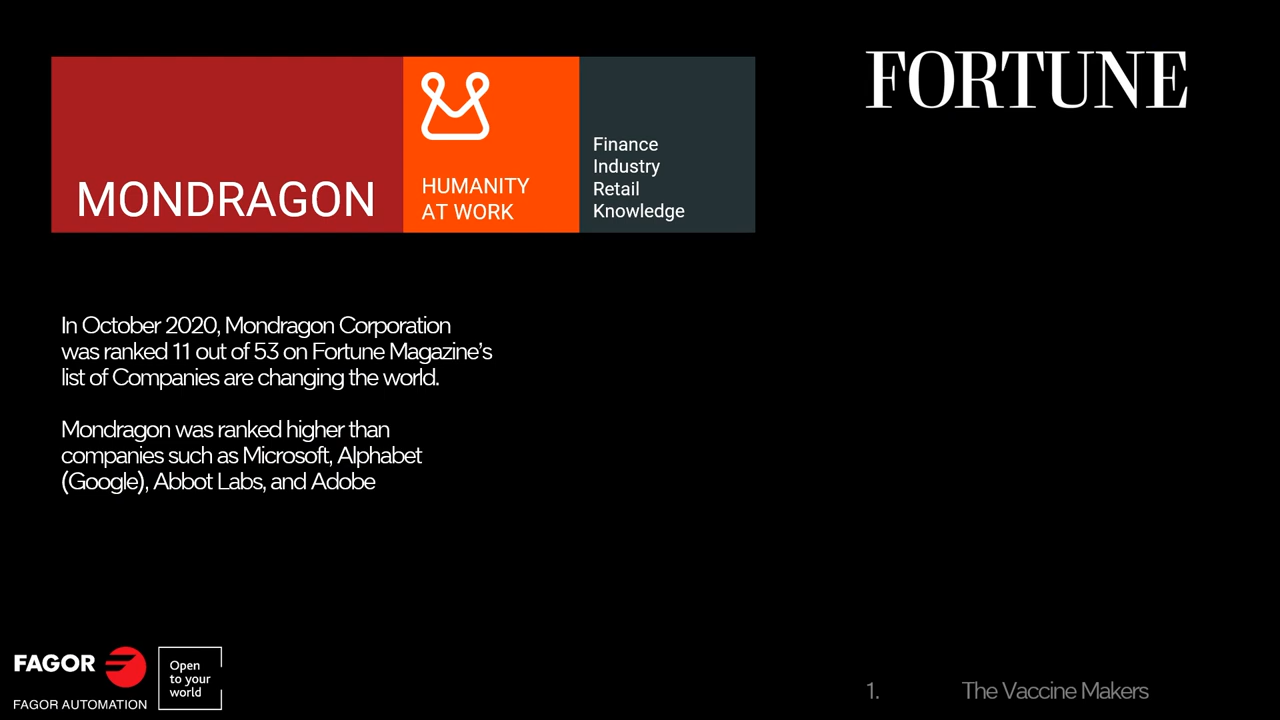 MONDRAGON
HUMANITY
AT WORK
Finance
Industry
Retail
Knowledge
FORTUNE
In October 2020, Mondragon Corporation
was ranked 11 out of 53 on Fortune Magazine's
list of Companies are changing the world.
Mondragon was ranked higher than
companies such as Microsoft, Alphabet
(Google), Abbot Labs, and Adobe
FAGOR
FAGOR AUTOMATION
Open
to your
world
1. The Vaccine Makers